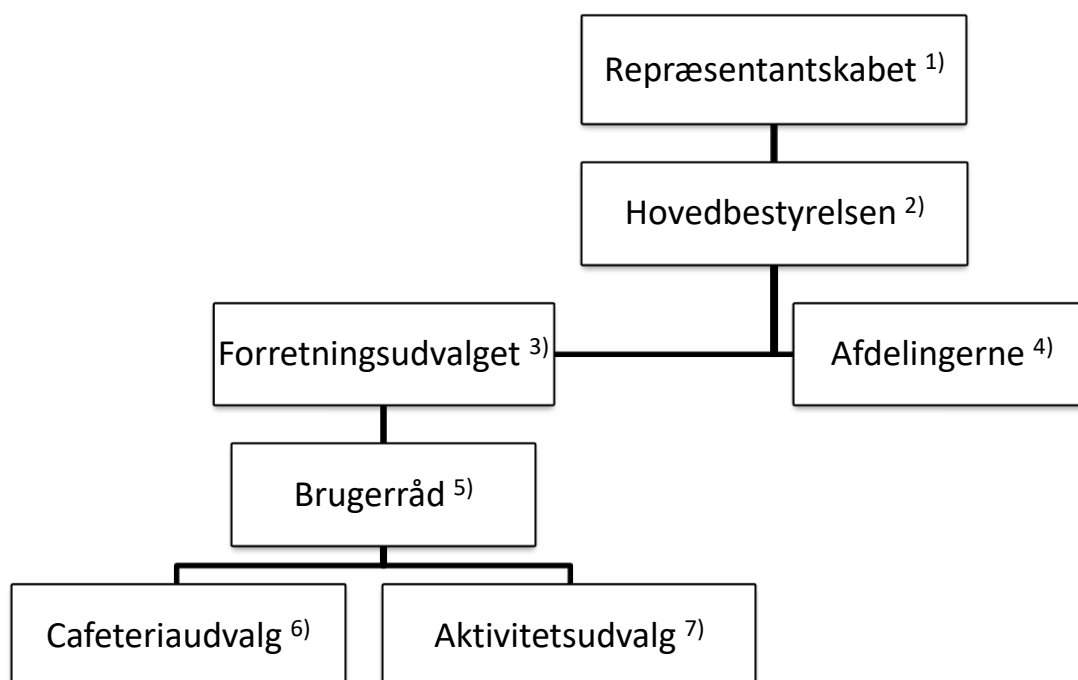 Repræsentantskabet 1)
Hovedbestyrelsen 2)
Forretningsudvalget 3)
Afdelingerne 4)
Brugerråd 5)
Cafeteriaudvalg 6)
Aktivitetsudvalg 7)